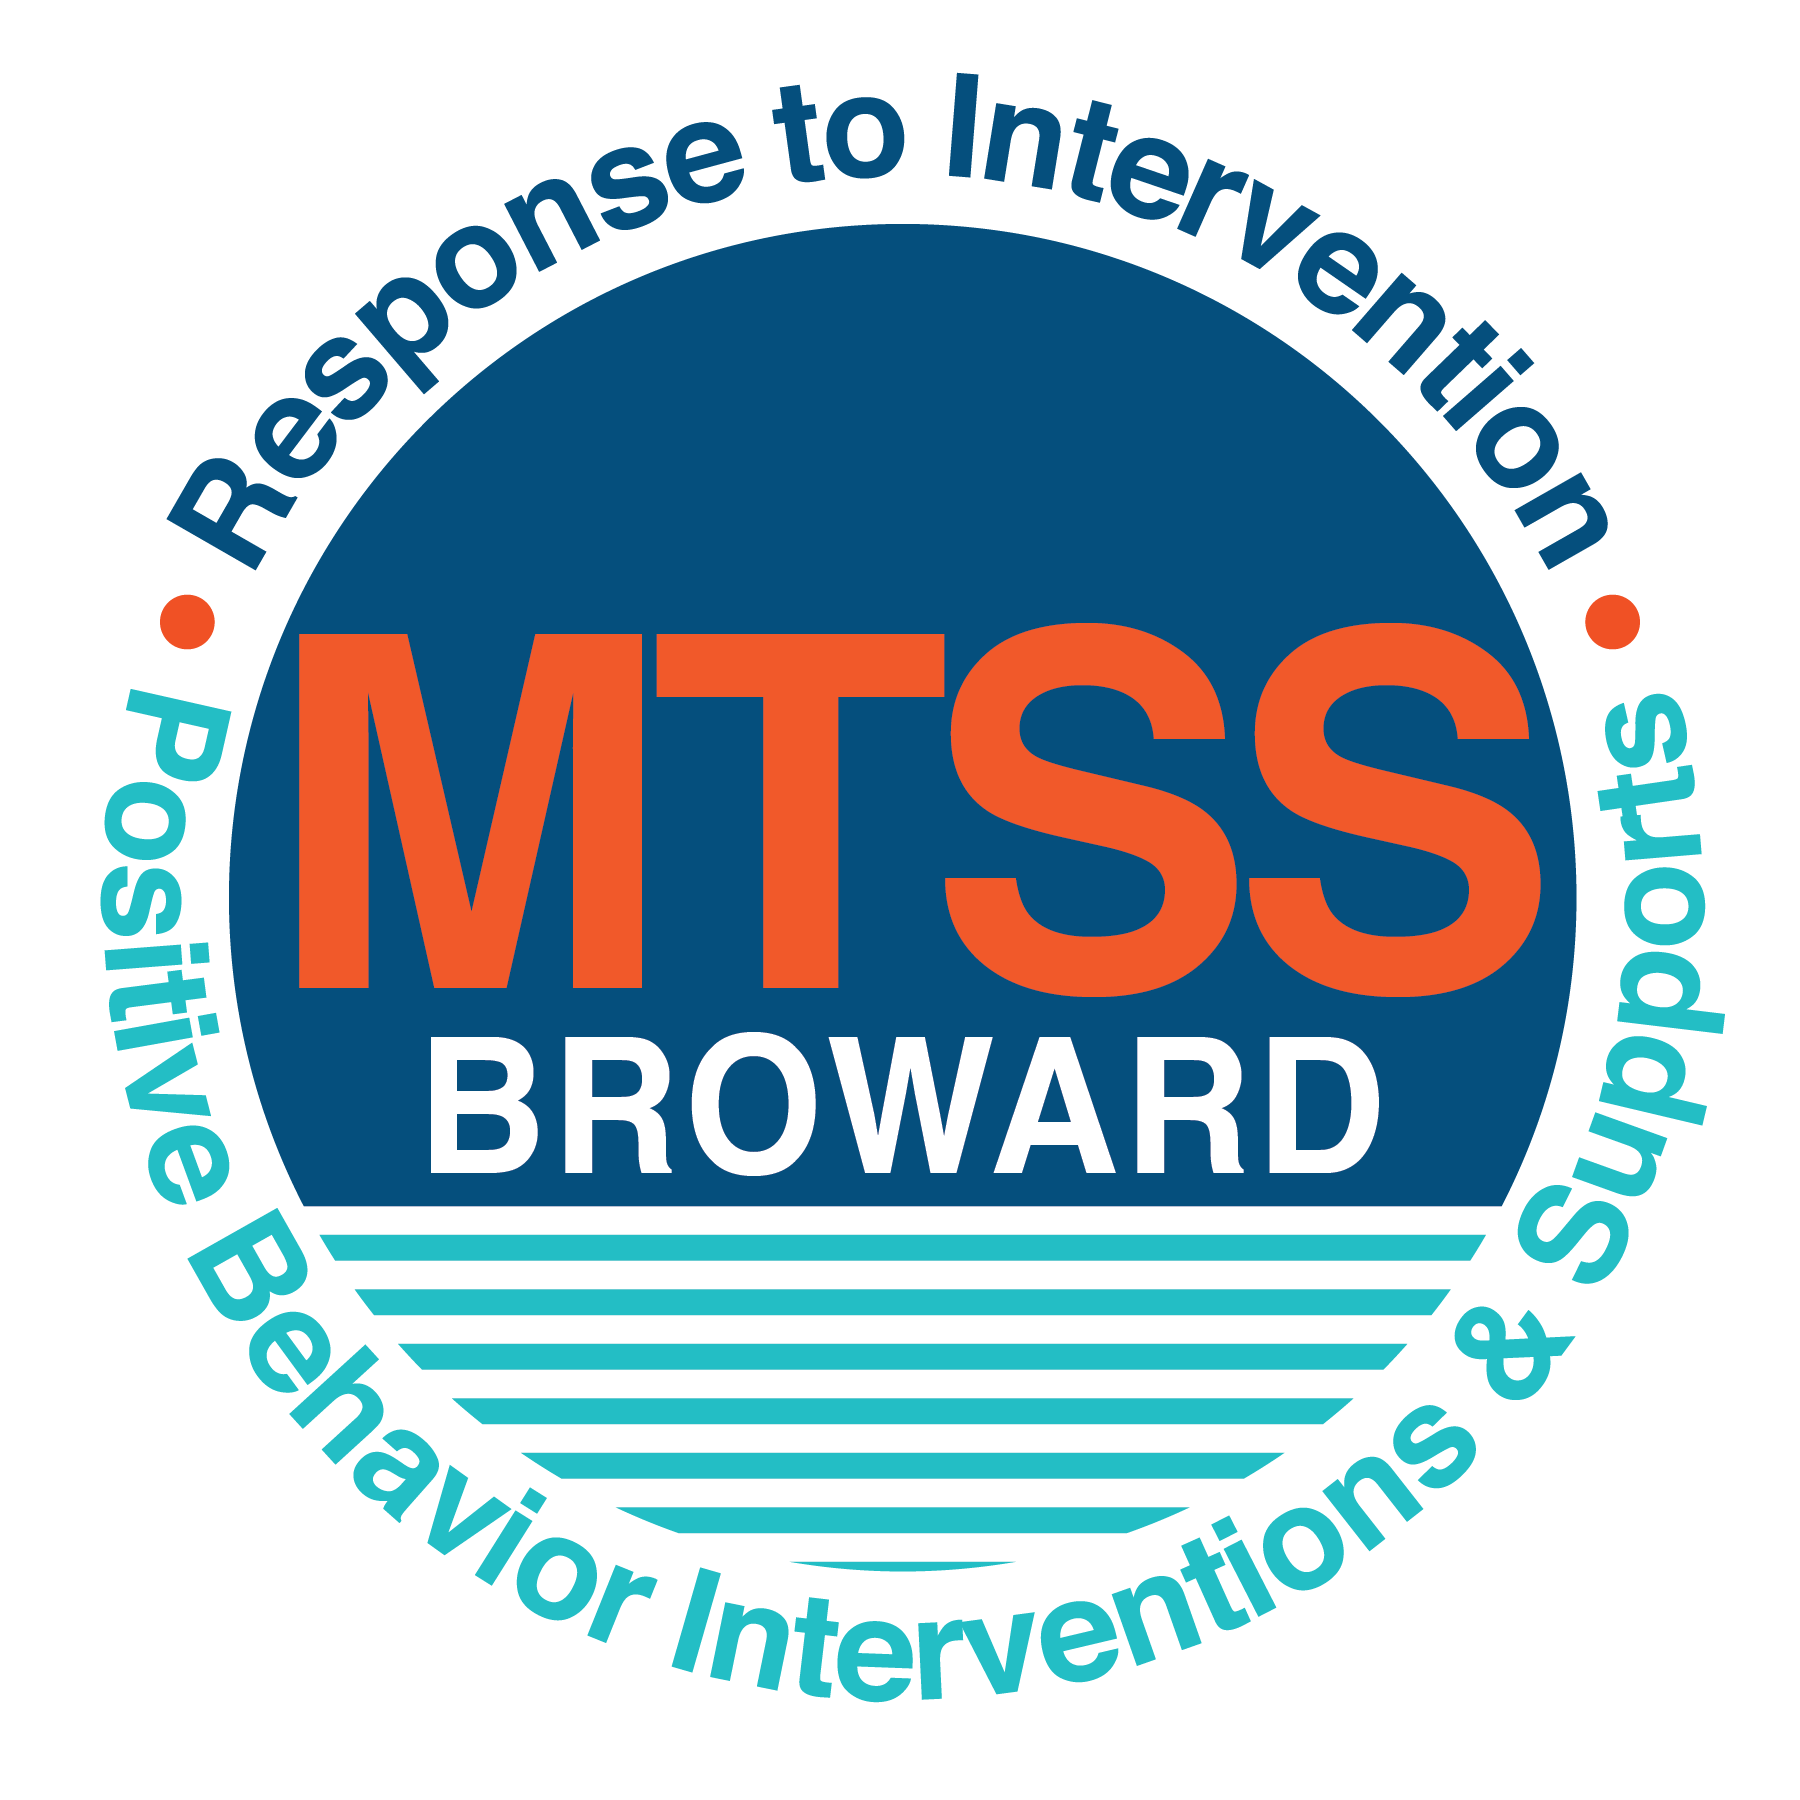 • Response to Intervention •
MTSS
BROWARD
Positive Behavior Interventions & Supports